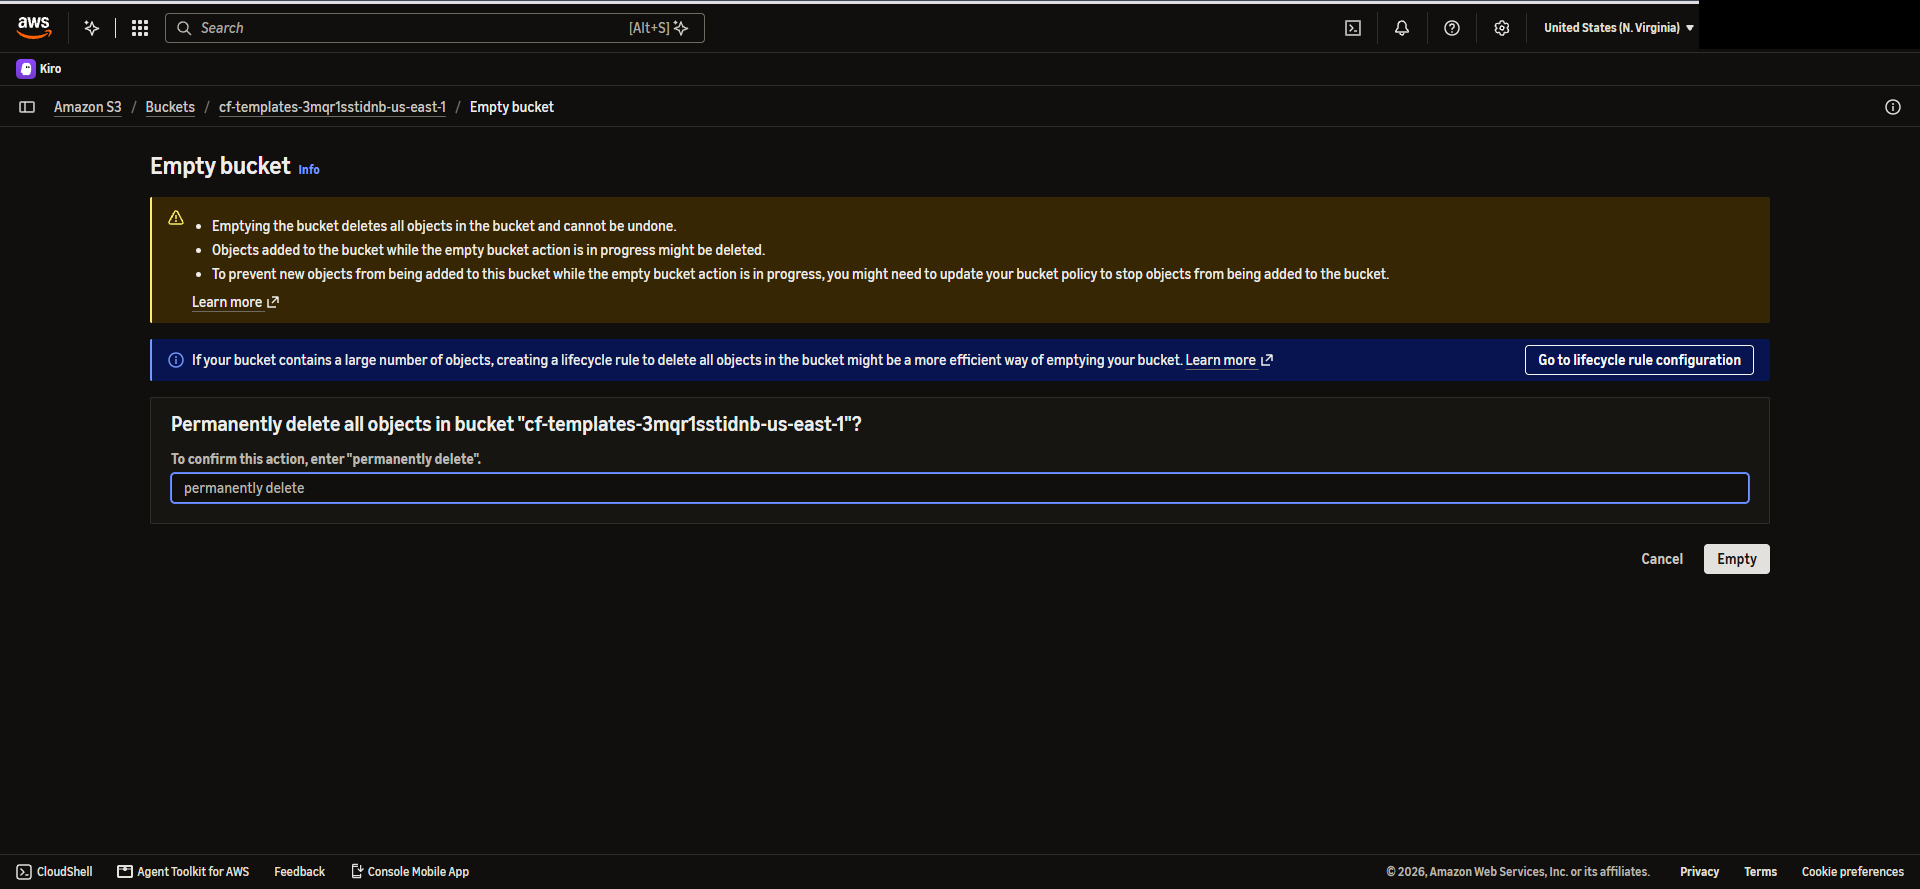 aws
Search [Alt+S]
United States (N. Virginia)
Kiro
Amazon S3 / Buckets / cf-templates-3mqr1sstidnb-us-east-1 / Empty bucket
Empty bucket Info
• Emptying the bucket deletes all objects in the bucket and cannot be undone.
• Objects added to the bucket while the empty bucket action is in progress might be deleted.
• To prevent new objects from being added to this bucket while the empty bucket action is in progress, you might need to update your bucket policy to stop objects from being added to the bucket.
Learn more
If your bucket contains a large number of objects, creating a lifecycle rule to delete all objects in the bucket might be a more efficient way of emptying your bucket. Learn more
Go to lifecycle rule configuration
Permanently delete all objects in bucket "cf-templates-3mqr1sstidnb-us-east-1"?
To confirm this action, enter "permanently delete".
permanently delete
Cancel Empty
CloudShell Agent Toolkit for AWS Feedback Console Mobile App © 2026, Amazon Web Services, Inc. or its affiliates. Privacy Terms Cookie preferences